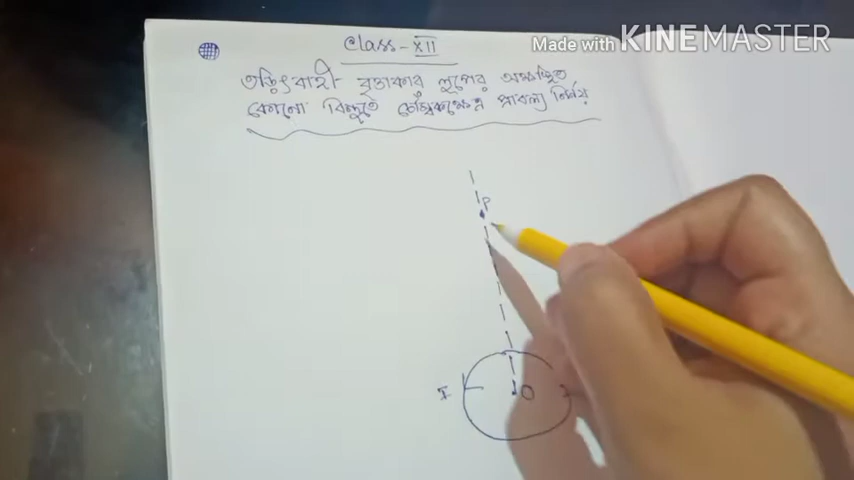 Class - XII
Made with KINEMASTER
তড়িৎবাহী বৃত্তাকার লুপের অক্ষস্থিত
কোনো বিন্দুতে চৌম্বকক্ষেত্র প্রাবল্য নির্ণয়
P
I
O